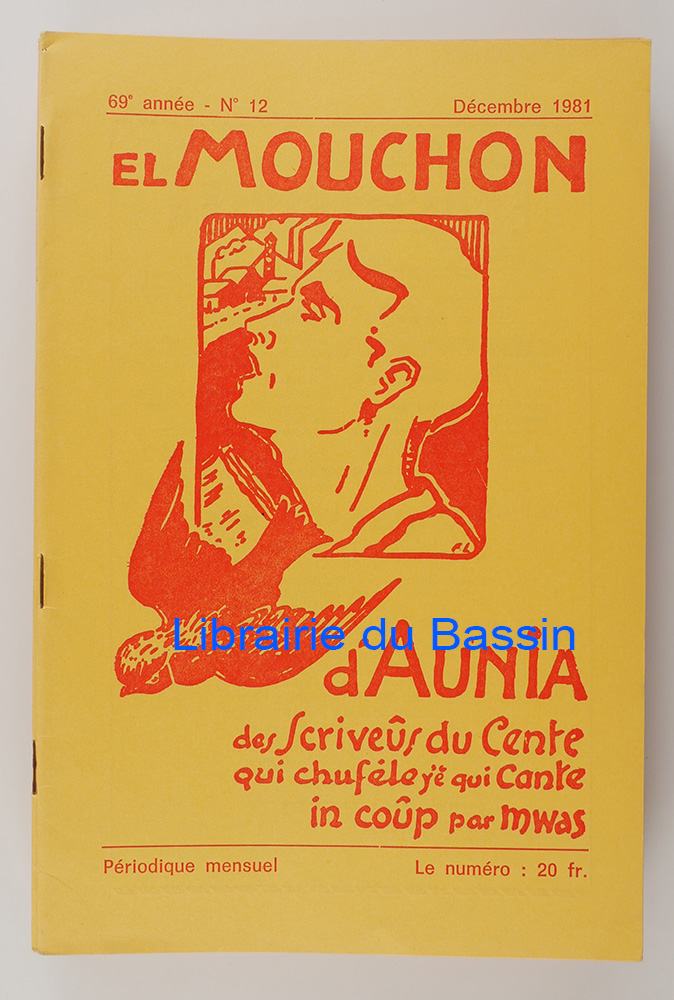 69e année - N° 12
Décembre 1981
EL MOUCHON
F.L.
Librairie du Bassin
d'AUNIA
des Scriveûs du Cente
qui chufèle yé qui Cante
in coûp par mwas
Périodique mensuel
Le numéro : 20 fr.